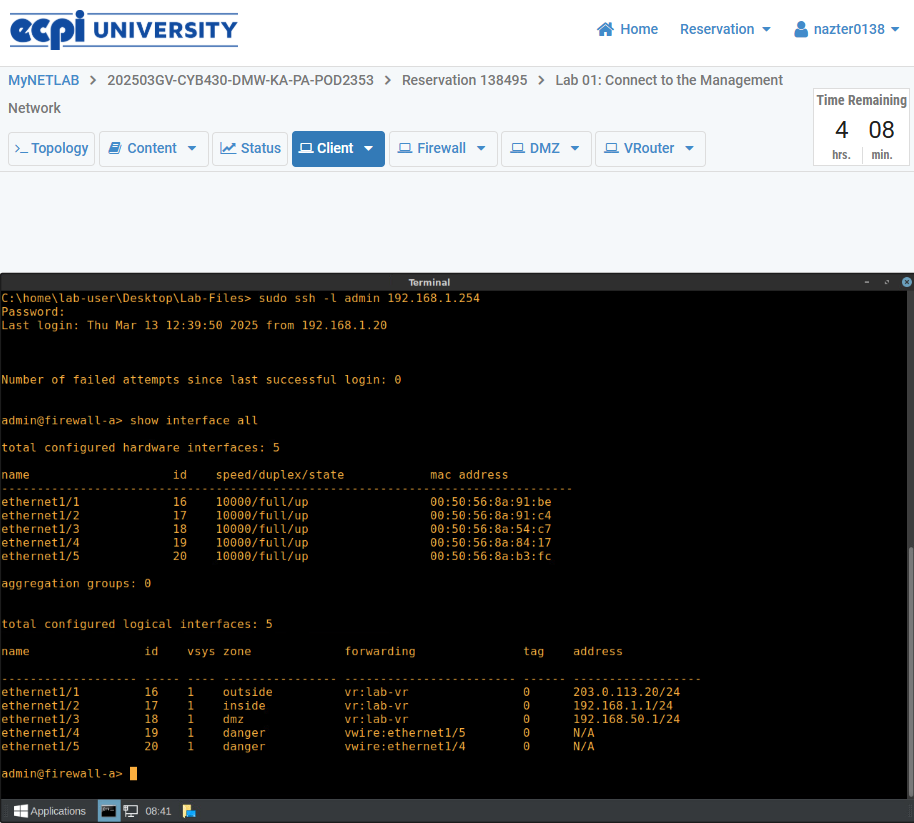 ecpi UNIVERSITY
Home Reservation nazter0138
MyNETLAB > 202503GV-CYB430-DMW-KA-PA-POD2353 > Reservation 138495 > Lab 01: Connect to the Management
Network
Time Remaining
4 08
hrs. min.
>_ Topology Content Status Client Firewall DMZ VRouter
Terminal
C:\home\lab-user\Desktop\Lab-Files> sudo ssh -l admin 192.168.1.254
Password:
Last login: Thu Mar 13 12:39:50 2025 from 192.168.1.20
Number of failed attempts since last successful login: 0
admin@firewall-a> show interface all
total configured hardware interfaces: 5
name id speed/duplex/state mac address
--------------------------------------------------------------------------------
ethernet1/1 16 10000/full/up 00:50:56:8a:91:be
ethernet1/2 17 10000/full/up 00:50:56:8a:91:c4
ethernet1/3 18 10000/full/up 00:50:56:8a:54:c7
ethernet1/4 19 10000/full/up 00:50:56:8a:84:17
ethernet1/5 20 10000/full/up 00:50:56:8a:b3:fc
aggregation groups: 0
total configured logical interfaces: 5
name id vsys zone forwarding tag address
------------------- ----- ---- ---------------- ------------------------ ------ ------------------
ethernet1/1 16 1 outside vr:lab-vr 0 203.0.113.20/24
ethernet1/2 17 1 inside vr:lab-vr 0 192.168.1.1/24
ethernet1/3 18 1 dmz vr:lab-vr 0 192.168.50.1/24
ethernet1/4 19 1 danger vwire:ethernet1/5 0 N/A
ethernet1/5 20 1 danger vwire:ethernet1/4 0 N/A
admin@firewall-a>
Applications 08:41